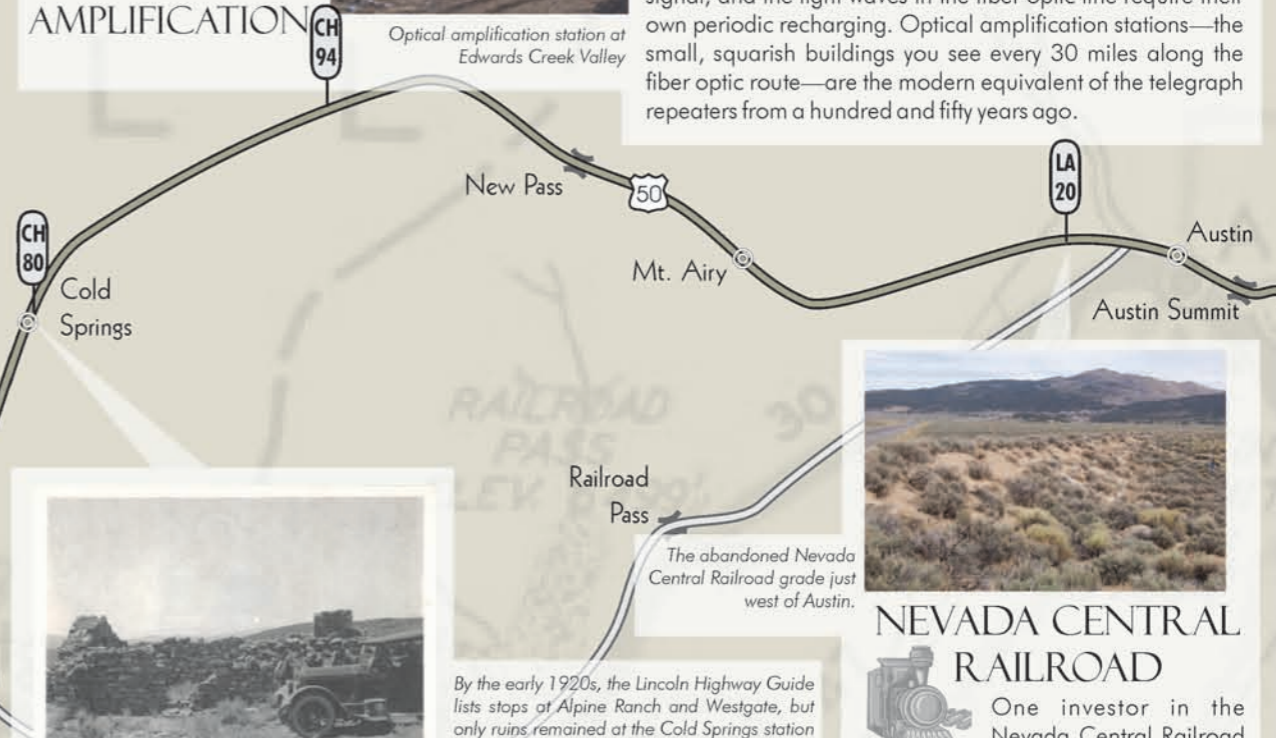 AMPLIFICATION
CH
94
Optical amplification station at
Edwards Creek Valley
own periodic recharging. Optical amplification stations—the
small, squarish buildings you see every 30 miles along the
fiber optic route—are the modern equivalent of the telegraph
repeaters from a hundred and fifty years ago.
New Pass
50
LA
20
Austin
Mt. Airy
Austin Summit
CH
80
Cold
Springs
RAILROAD
PASS
30
Railroad
Pass
The abandoned Nevada
Central Railroad grade just
west of Austin.
NEVADA CENTRAL
RAILROAD
One investor in the
Nevada Central Railroad
By the early 1920s, the Lincoln Highway Guide
lists stops at Alpine Ranch and Westgate, but
only ruins remained at the Cold Springs station